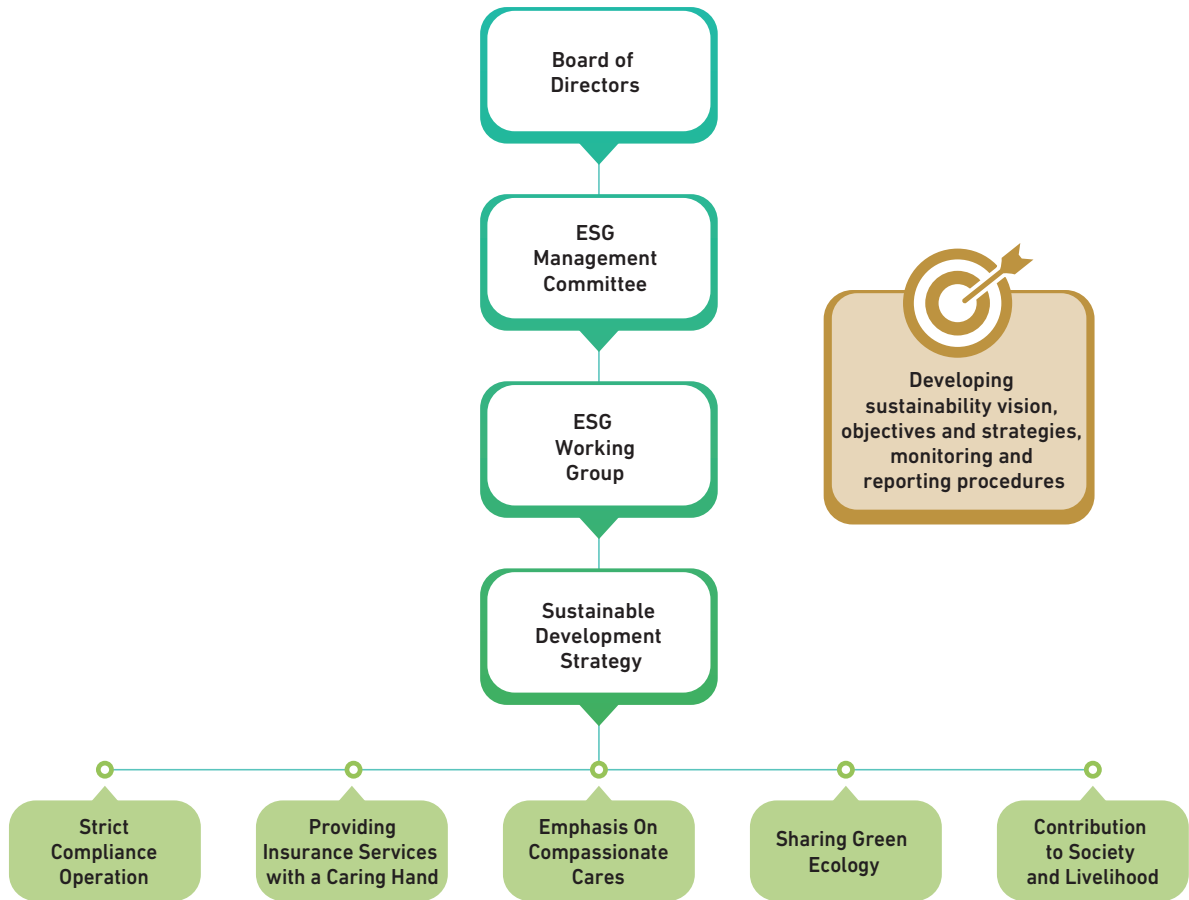 Board of
Directors
ESG
Management
Committee
Developing
sustainability vision,
objectives and strategies,
monitoring and
reporting procedures
ESG
Working
Group
Sustainable
Development
Strategy
Strict
Compliance
Operation
Providing
Insurance Services
with a Caring Hand
Emphasis On
Compassionate
Cares
Sharing Green
Ecology
Contribution
to Society
and Livelihood